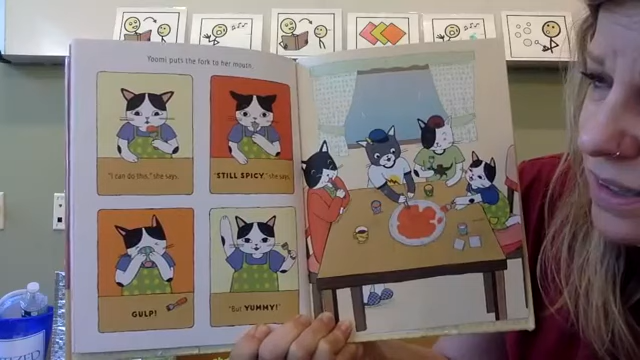 Yoomi puts the fork to her mouth.
"I can do this," she says.
"STILL SPICY," she says.
GULP!
"But YUMMY!"